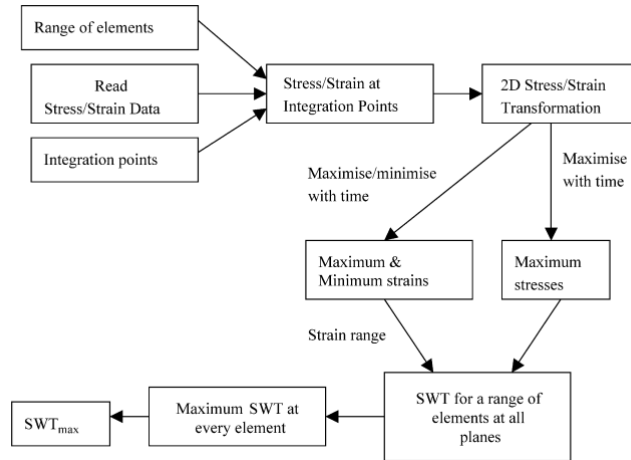 Range of elements
Read
Stress/Strain Data
Integration points
Stress/Strain at
Integration Points
2D Stress/Strain
Transformation
Maximise/minimise
with time
Maximise
with time
Maximum &
Minimum strains
Maximum
stresses
Strain range
SWT for a range of
elements at all
planes
Maximum SWT at
every element
SWTmax